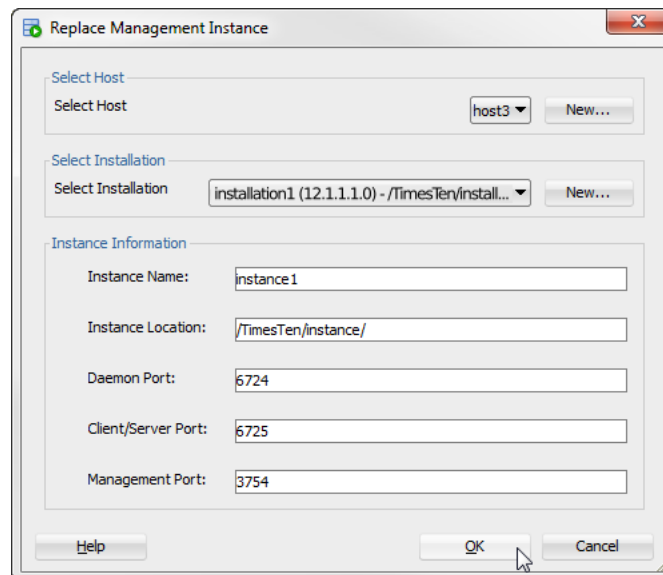 Replace Management Instance
Select Host
Select Host
host3
New...
Select Installation
Select Installation
installation1 (12.1.1.1.0) - /TimesTen/install...
New...
Instance Information
Instance Name:
instance1
Instance Location:
/TimesTen/instance/
Daemon Port:
6724
Client/Server Port:
6725
Management Port:
3754
Help
OK
Cancel